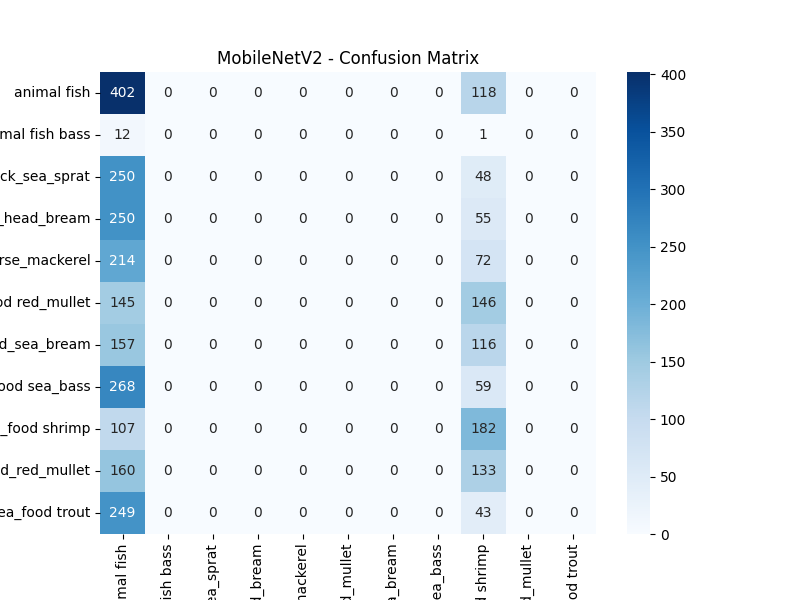 MobileNetV2 - Confusion Matrix
animal fish 402 0 0 0 0 0 0 0 118 0 0
mal fish bass 12 0 0 0 0 0 0 0 1 0 0
ck_sea_sprat 250 0 0 0 0 0 0 0 48 0 0
_head_bream 250 0 0 0 0 0 0 0 55 0 0
rse_mackerel 214 0 0 0 0 0 0 0 72 0 0
od red_mullet 145 0 0 0 0 0 0 0 146 0 0
d_sea_bream 157 0 0 0 0 0 0 0 116 0 0
ood sea_bass 268 0 0 0 0 0 0 0 59 0 0
_food shrimp 107 0 0 0 0 0 0 0 182 0 0
d_red_mullet 160 0 0 0 0 0 0 0 133 0 0
ea_food trout 249 0 0 0 0 0 0 0 43 0 0
mal fish
ish bass
ea_sprat
d_bream
nackerel
d_mullet
a_bream
ea_bass
d shrimp
d_mullet
od trout
400
350
300
250
200
150
100
50
0